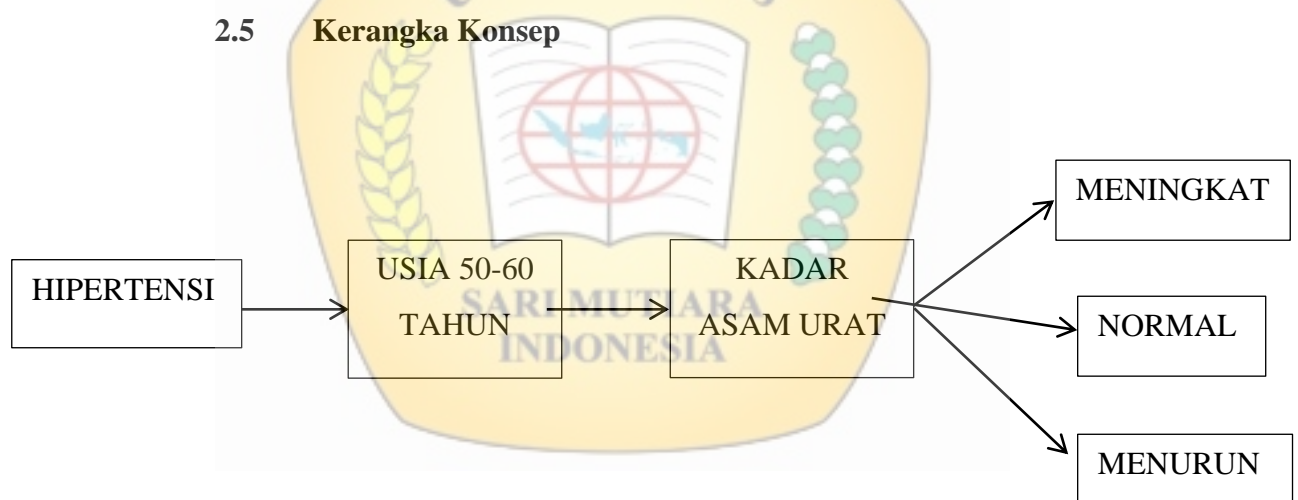 2.5 Kerangka Konsep
MENINGKAT
HIPERTENSI
USIA 50-60
TAHUN
KADAR
ASAM URAT
NORMAL
MENURUN
SARI MUTIARA
INDONESIA